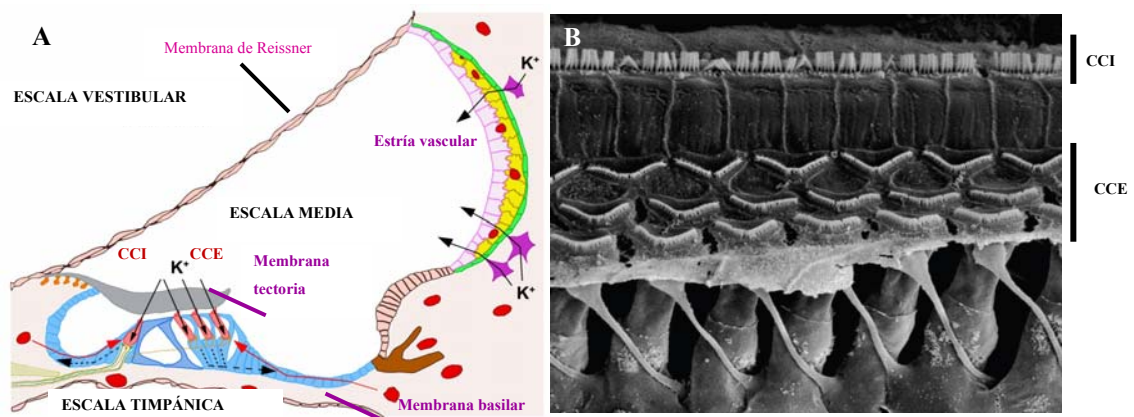 A
Membrana de Reissner
K⁺
ESCALA VESTIBULAR
Estría vascular
ESCALA MEDIA
CCI
CCE
K⁺
Membrana
tectoria
K⁺
ESCALA TIMPÁNICA
Membrana basilar
B
CCI
CCE